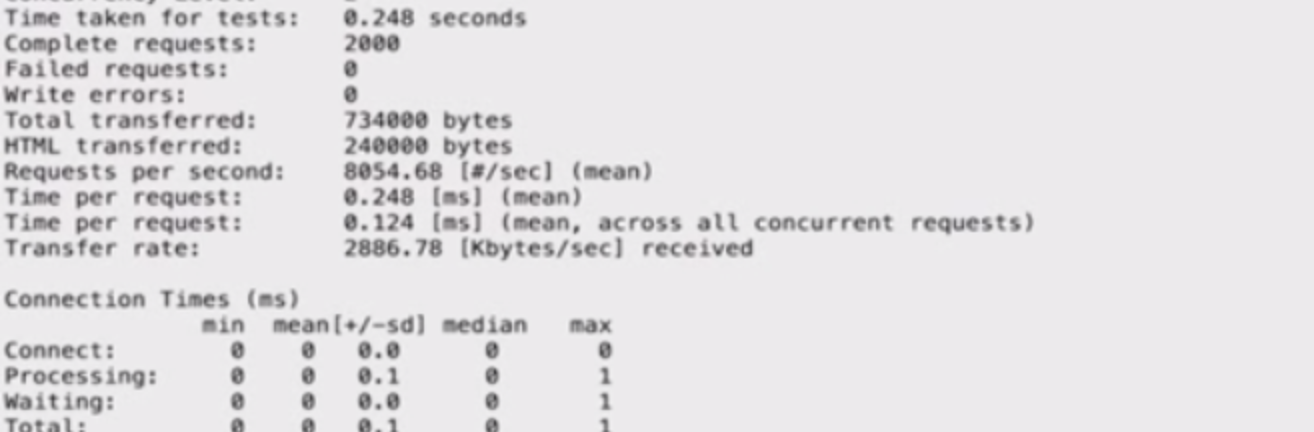 Time taken for tests:   0.248 seconds
Complete requests:      2000
Failed requests:        0
Write errors:           0
Total transferred:      734000 bytes
HTML transferred:       240000 bytes
Requests per second:    8054.68 [#/sec] (mean)
Time per request:       0.248 [ms] (mean)
Time per request:       0.124 [ms] (mean, across all concurrent requests)
Transfer rate:          2886.78 [Kbytes/sec] received

Connection Times (ms)
              min  mean[+/-sd] median   max
Connect:        0    0   0.0      0       0
Processing:     0    0   0.1      0       1
Waiting:        0    0   0.0      0       1
Total:          0    0   0.1      0       1